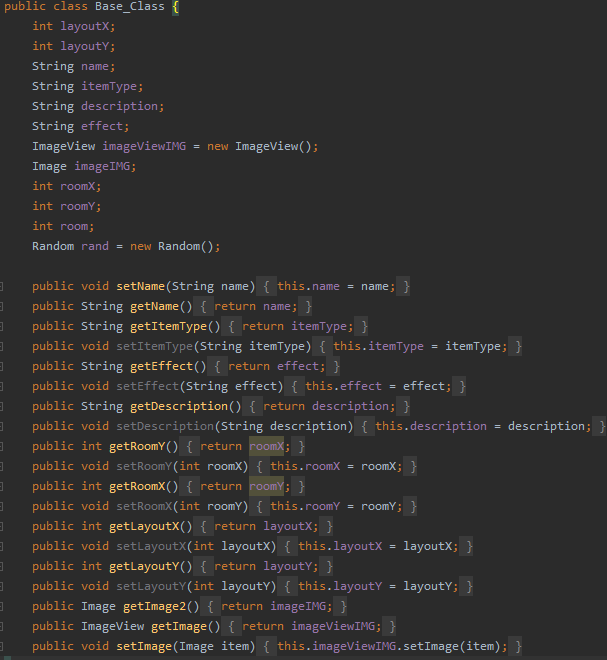 public class Base_Class {
int layoutX;
int layoutY;
String name;
String itemType;
String description;
String effect;
ImageView imageViewIMG = new ImageView();
Image imageIMG;
int roomX;
int roomY;
int room;
Random rand = new Random();
public void setName(String name) { this.name = name; }
public String getName() { return name; }
public String getItemType() { return itemType; }
public void setItemType(String itemType) { this.itemType = itemType; }
public String getEffect() { return effect; }
public void setEffect(String effect) { this.effect = effect; }
public String getDescription() { return description; }
public void setDescription(String description) { this.description = description; }
public int getRoomY() { return roomX; }
public void setRoomY(int roomX) { this.roomX = roomX; }
public int getRoomX() { return roomY; }
public void setRoomX(int roomY) { this.roomY = roomY; }
public int getLayoutX() { return layoutX; }
public void setLayoutX(int layoutX) { this.layoutX = layoutX; }
public int getLayoutY() { return layoutY; }
public void setLayoutY(int layoutY) { this.layoutY = layoutY; }
public Image getImage2() { return imageIMG; }
public ImageView getImage() { return imageViewIMG; }
public void setImage(Image item) { this.imageViewIMG.setImage(item); }